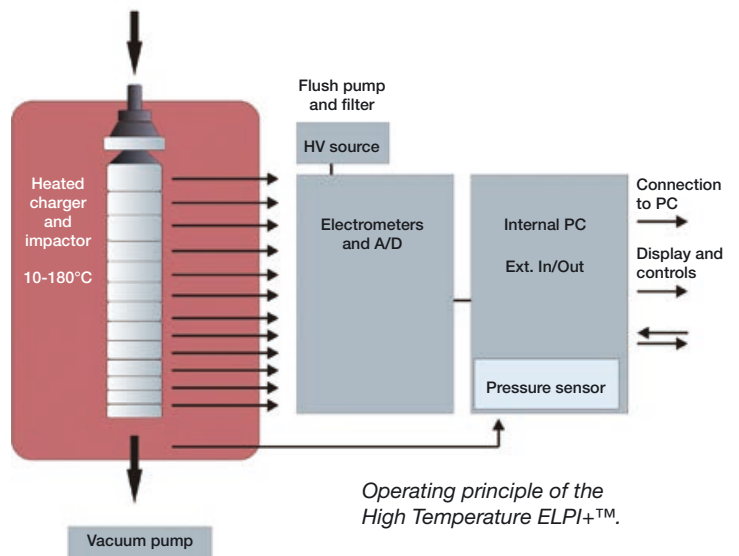 Flush pump
and filter
HV source
Heated
charger
and
impactor
10-180°C
Electrometers
and A/D
Internal PC
Ext. In/Out
Pressure sensor
Connection
to PC
Display and
controls
Vacuum pump
Operating principle of the
High Temperature ELPI+™.